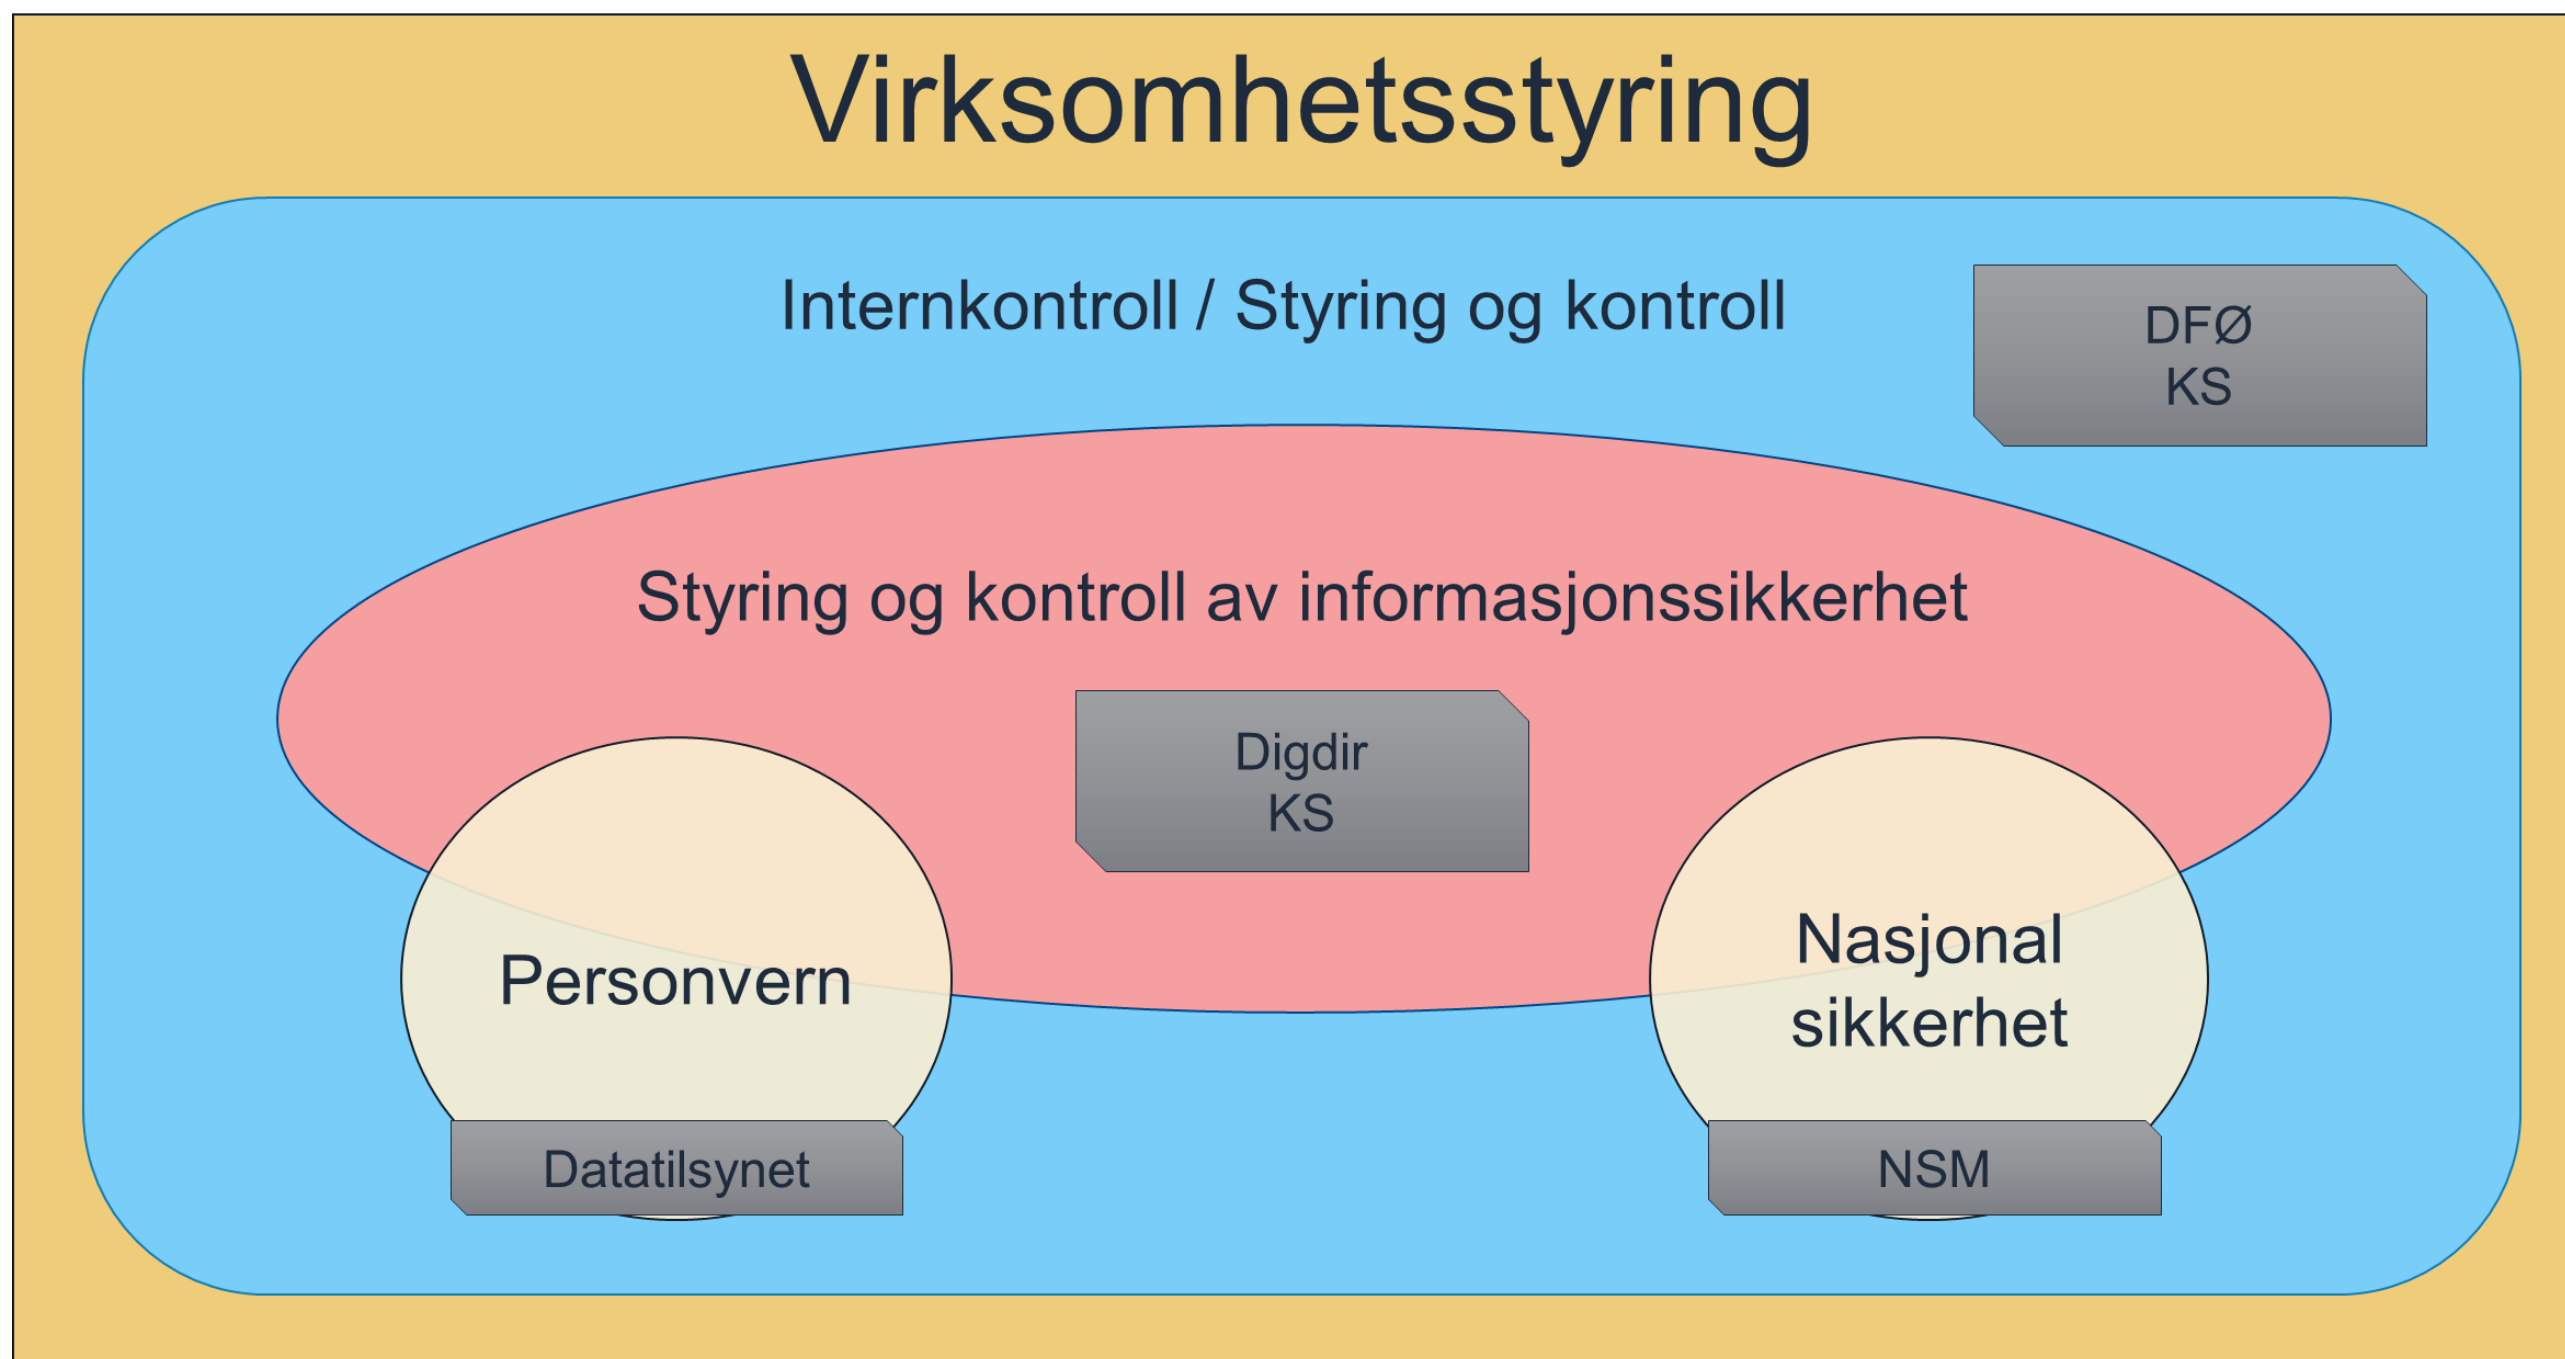 Virksomhetsstyring
Internkontroll / Styring og kontroll
DFØ
KS
Styring og kontroll av informasjonssikkerhet
Digdir
KS
Personvern
Nasjonal
sikkerhet
Datatilsynet
NSM